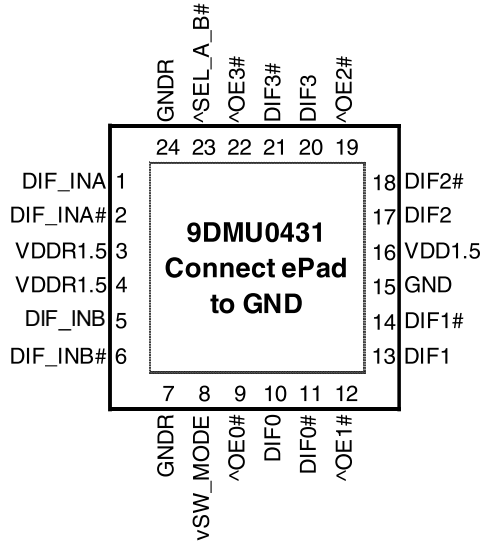 GNDR
^SEL_A_B#
^OE3#
DIF3#
DIF3
^OE2#
24 23 22 21 20 19
DIF_INA 1
DIF_INA# 2
VDDR1.5 3
VDDR1.5 4
DIF_INB 5
DIF_INB# 6
9DMU0431
Connect ePad
to GND
18 DIF2#
17 DIF2
16 VDD1.5
15 GND
14 DIF1#
13 DIF1
7 8 9 10 11 12
GNDR
vSW_MODE
^OE0#
DIF0
DIF0#
^OE1#